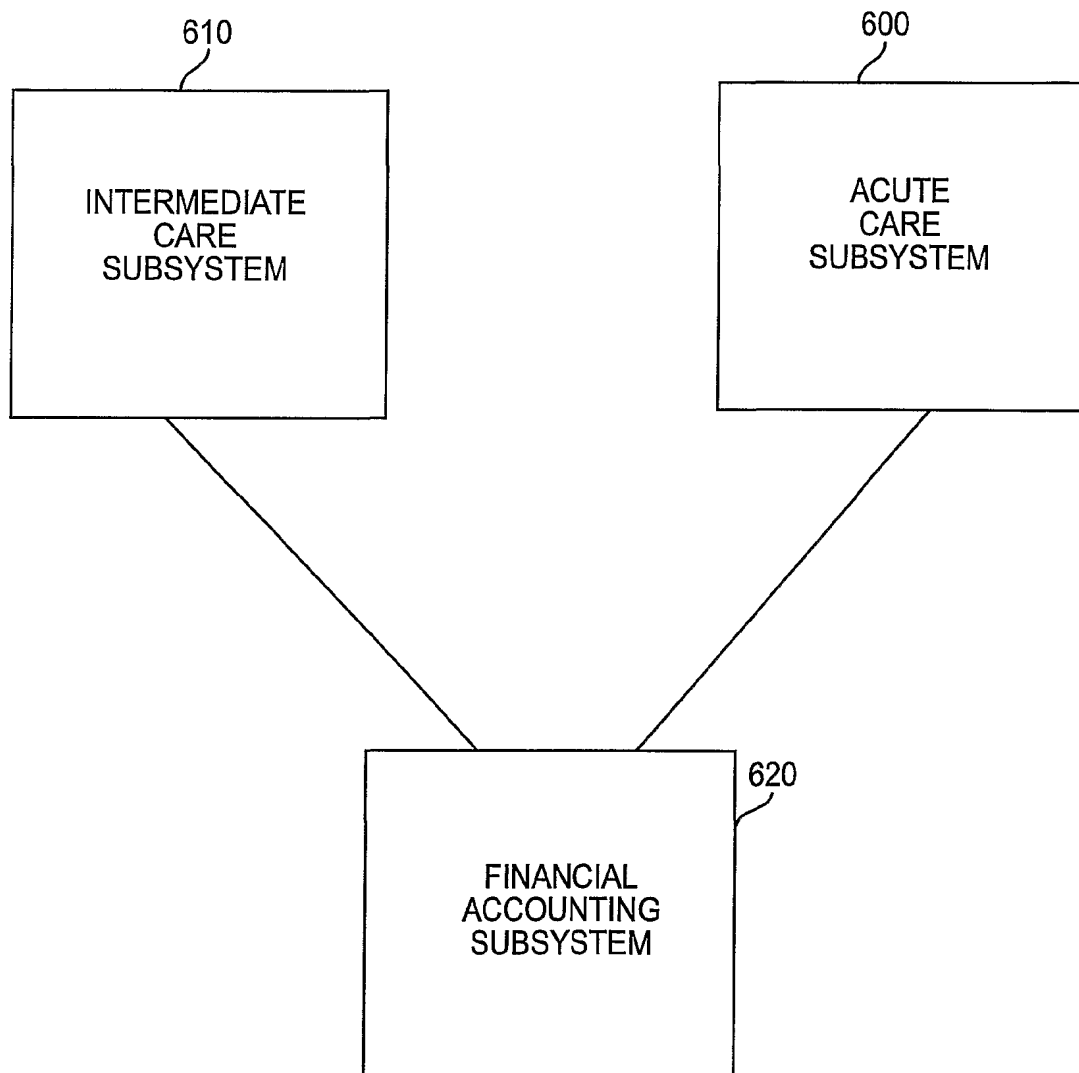 610
600
INTERMEDIATE
CARE
SUBSYSTEM
ACUTE
CARE
SUBSYSTEM
620
FINANCIAL
ACCOUNTING
SUBSYSTEM